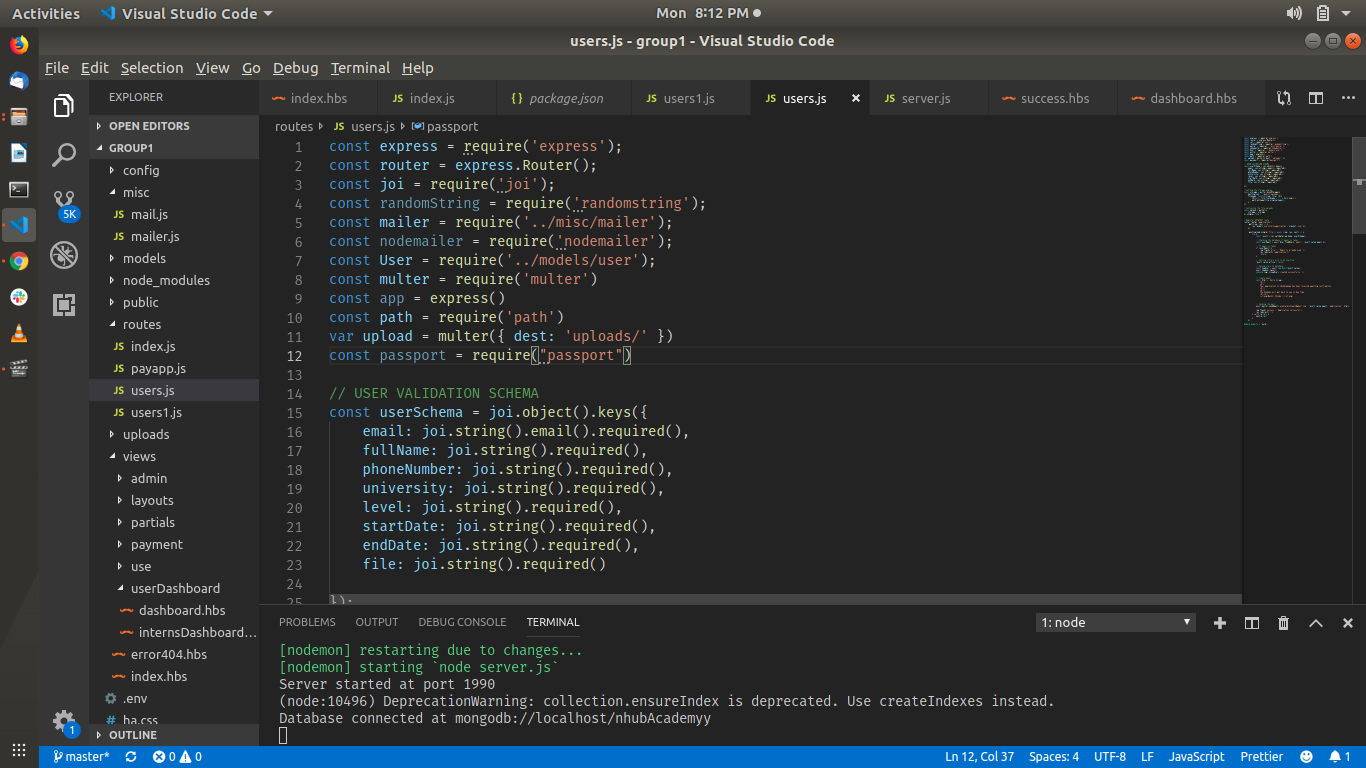 Activities Visual Studio Code Mon 8:12 PM
users.js - group1 - Visual Studio Code
File Edit Selection View Go Debug Terminal Help
EXPLORER
OPEN EDITORS
GROUP1
config
misc
mail.js
mailer.js
models
node_modules
public
routes
index.js
payapp.js
users.js
users1.js
uploads
views
admin
layouts
partials
payment
use
userDashboard
dashboard.hbs
internsDashboard...
error404.hbs
index.hbs
.env
ha.css
OUTLINE
5K
1
index.hbs JS index.js {} package.json JS users1.js JS users.js JS server.js success.hbs dashboard.hbs
routes JS users.js passport
1 const express = require('express');
2 const router = express.Router();
3 const joi = require('joi');
4 const randomString = require('randomstring');
5 const mailer = require('../misc/mailer');
6 const nodemailer = require('nodemailer');
7 const User = require('../models/user');
8 const multer = require('multer')
9 const app = express()
10 const path = require('path')
11 var upload = multer({ dest: 'uploads/' })
12 const passport = require("passport")
13
14 // USER VALIDATION SCHEMA
15 const userSchema = joi.object().keys({
16 email: joi.string().email().required(),
17 fullName: joi.string().required(),
18 phoneNumber: joi.string().required(),
19 university: joi.string().required(),
20 level: joi.string().required(),
21 startDate: joi.string().required(),
22 endDate: joi.string().required(),
23 file: joi.string().required()
24
25 });
PROBLEMS OUTPUT DEBUG CONSOLE TERMINAL 1: node
[nodemon] restarting due to changes...
[nodemon] starting `node server.js`
Server started at port 1990
(node:10496) DeprecationWarning: collection.ensureIndex is deprecated. Use createIndexes instead.
Database connected at mongodb://localhost/nhubAcademyy
master* 0 0 Ln 12, Col 37 Spaces: 4 UTF-8 LF JavaScript Prettier 1